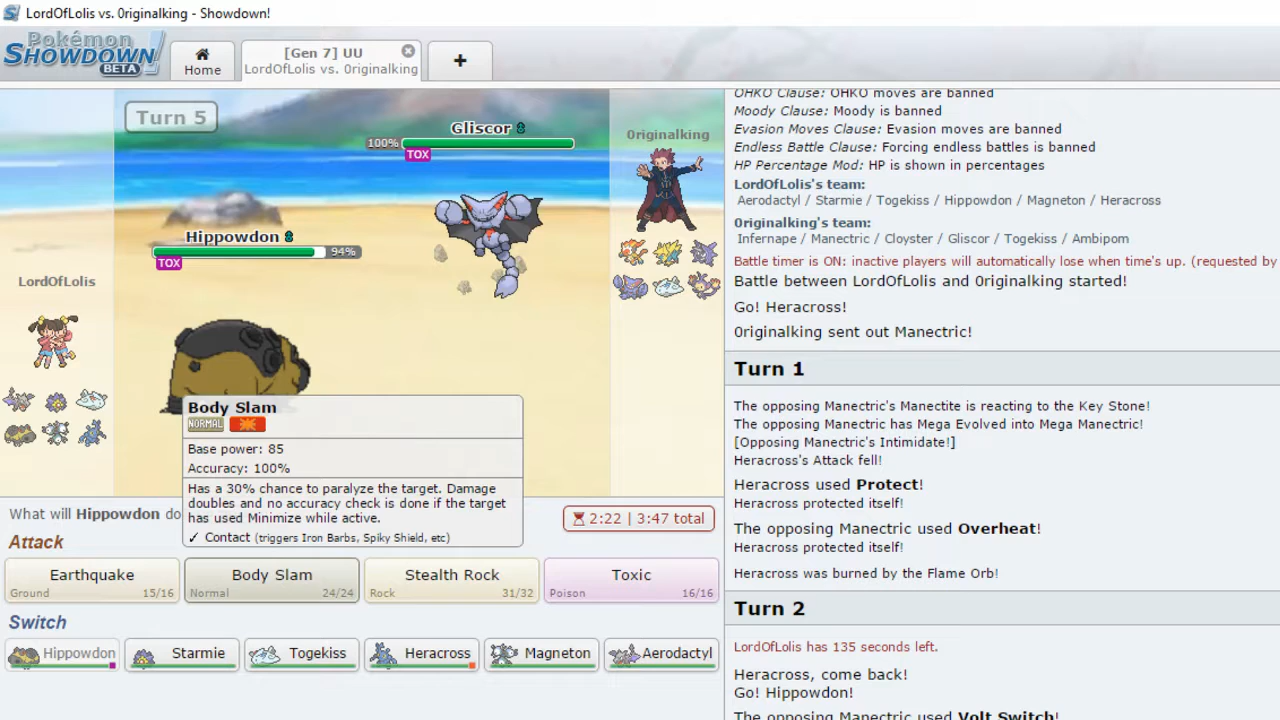 LordOfLolis vs. 0riginalking - Showdown!
Pokémon
SHOWDOWN!
BETA
Home
[Gen 7] UU
LordOfLolis vs. 0riginalking
+
Turn 5
Gliscor
100%
TOX
Hippowdon
94%
TOX
LordOfLolis
0riginalking
Body Slam
NORMAL
Base power: 85
Accuracy: 100%
Has a 30% chance to paralyze the target. Damage
doubles and no accuracy check is done if the target
has used Minimize while active.
✓ Contact (triggers Iron Barbs, Spiky Shield, etc)
What will Hippowdon do
2:22 | 3:47 total
Attack
Earthquake
Ground 15/16
Body Slam
Normal 24/24
Stealth Rock
Rock 31/32
Toxic
Poison 16/16
Switch
Hippowdon
Starmie
Togekiss
Heracross
Magneton
Aerodactyl
OHKO Clause: OHKO moves are banned
Moody Clause: Moody is banned
Evasion Moves Clause: Evasion moves are banned
Endless Battle Clause: Forcing endless battles is banned
HP Percentage Mod: HP is shown in percentages
LordOfLolis's team:
Aerodactyl / Starmie / Togekiss / Hippowdon / Magneton / Heracross
0riginalking's team:
Infernape / Manectric / Cloyster / Gliscor / Togekiss / Ambipom
Battle timer is ON: inactive players will automatically lose when time's up. (requested by
Battle between LordOfLolis and 0riginalking started!
Go! Heracross!
0riginalking sent out Manectric!
Turn 1
The opposing Manectric's Manectite is reacting to the Key Stone!
The opposing Manectric has Mega Evolved into Mega Manectric!
[Opposing Manectric's Intimidate!]
Heracross's Attack fell!
Heracross used Protect!
Heracross protected itself!
The opposing Manectric used Overheat!
Heracross protected itself!
Heracross was burned by the Flame Orb!
Turn 2
LordOfLolis has 135 seconds left.
Heracross, come back!
Go! Hippowdon!
The opposing Manectric used Volt Switch!